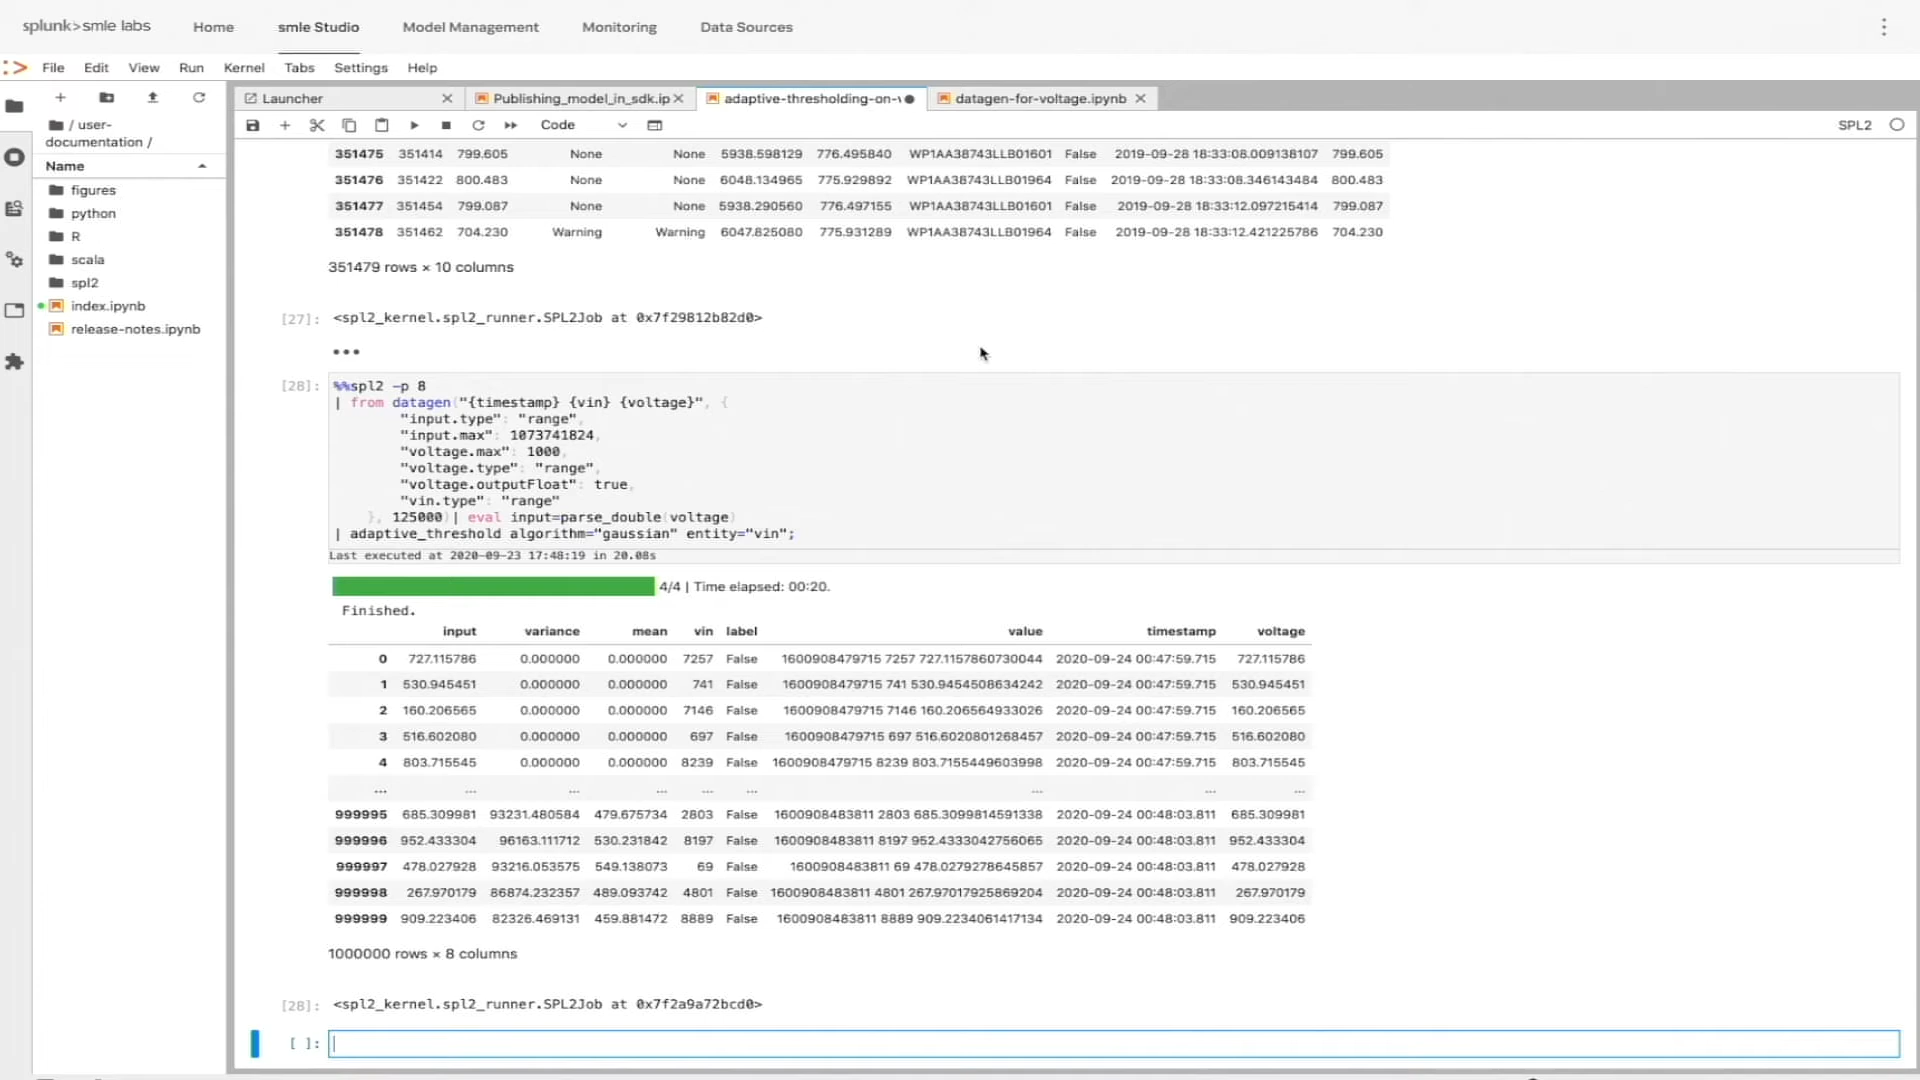 splunk>smle labs Home smle Studio Model Management Monitoring Data Sources
File Edit View Run Kernel Tabs Settings Help
Launcher Publishing_model_in_sdk.ip adaptive-thresholding-on-v datagen-for-voltage.ipynb
Code SPL2
/ user-
documentation /
Name
figures
python
R
scala
spl2
index.ipynb
release-notes.ipynb
351475 351414 799.605 None None 5938.598129 776.495840 WP1AA38743LLB01601 False 2019-09-28 18:33:08.009138107 799.605
351476 351422 800.483 None None 6048.134965 775.929892 WP1AA38743LLB01964 False 2019-09-28 18:33:08.346143484 800.483
351477 351454 799.087 None None 5938.290560 776.497155 WP1AA38743LLB01601 False 2019-09-28 18:33:12.097215414 799.087
351478 351462 704.230 Warning Warning 6047.825080 775.931289 WP1AA38743LLB01964 False 2019-09-28 18:33:12.421225786 704.230
351479 rows × 10 columns
[27]: <spl2_kernel.spl2_runner.SPL2Job at 0x7f29812b82d0>
•••
[28]: %%spl2 -p 8
| from datagen("{timestamp} {vin} {voltage}", {
"input.type": "range",
"input.max": 1073741824,
"voltage.max": 1000,
"voltage.type": "range",
"voltage.outputFloat": true,
"vin.type": "range"
}, 125000)| eval input=parse_double(voltage)
| adaptive_threshold algorithm="gaussian" entity="vin";
Last executed at 2020-09-23 17:48:19 in 20.08s
4/4 | Time elapsed: 00:20.
Finished.
input variance mean vin label value timestamp voltage
0 727.115786 0.000000 0.000000 7257 False 1600908479715 7257 727.1157860730044 2020-09-24 00:47:59.715 727.115786
1 530.945451 0.000000 0.000000 741 False 1600908479715 741 530.9454508634242 2020-09-24 00:47:59.715 530.945451
2 160.206565 0.000000 0.000000 7146 False 1600908479715 7146 160.206564933026 2020-09-24 00:47:59.715 160.206565
3 516.602080 0.000000 0.000000 697 False 1600908479715 697 516.6020801268457 2020-09-24 00:47:59.715 516.602080
4 803.715545 0.000000 0.000000 8239 False 1600908479715 8239 803.7155449603998 2020-09-24 00:47:59.715 803.715545
... ... ... ... ... ... ... ... ...
999995 685.309981 93231.480584 479.675734 2803 False 1600908483811 2803 685.3099814591338 2020-09-24 00:48:03.811 685.309981
999996 952.433304 96163.111712 530.231842 8197 False 1600908483811 8197 952.4333042756065 2020-09-24 00:48:03.811 952.433304
999997 478.027928 93216.053575 549.138073 69 False 1600908483811 69 478.0279278645857 2020-09-24 00:48:03.811 478.027928
999998 267.970179 86874.232357 489.093742 4801 False 1600908483811 4801 267.97017925869204 2020-09-24 00:48:03.811 267.970179
999999 909.223406 82326.469131 459.881472 8889 False 1600908483811 8889 909.2234061417134 2020-09-24 00:48:03.811 909.223406
1000000 rows × 8 columns
[28]: <spl2_kernel.spl2_runner.SPL2Job at 0x7f2a9a72bcd0>
[ ]: